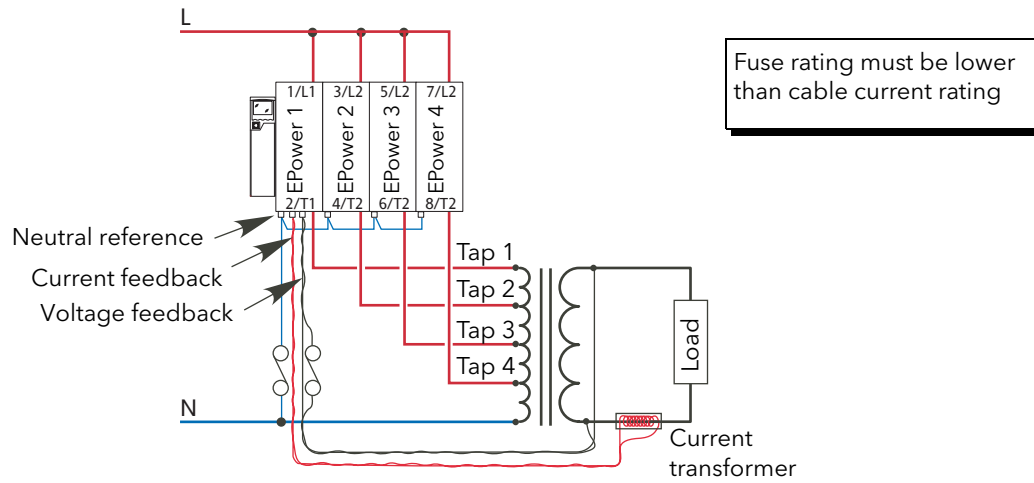 L
Fuse rating must be lower
than cable current rating
1/L1
3/L2
5/L2
7/L2
EPower 1
EPower 2
EPower 3
EPower 4
2/T1
4/T2
6/T2
8/T2
Neutral reference
Current feedback
Voltage feedback
Tap 1
Tap 2
Tap 3
Tap 4
Load
N
Current
transformer